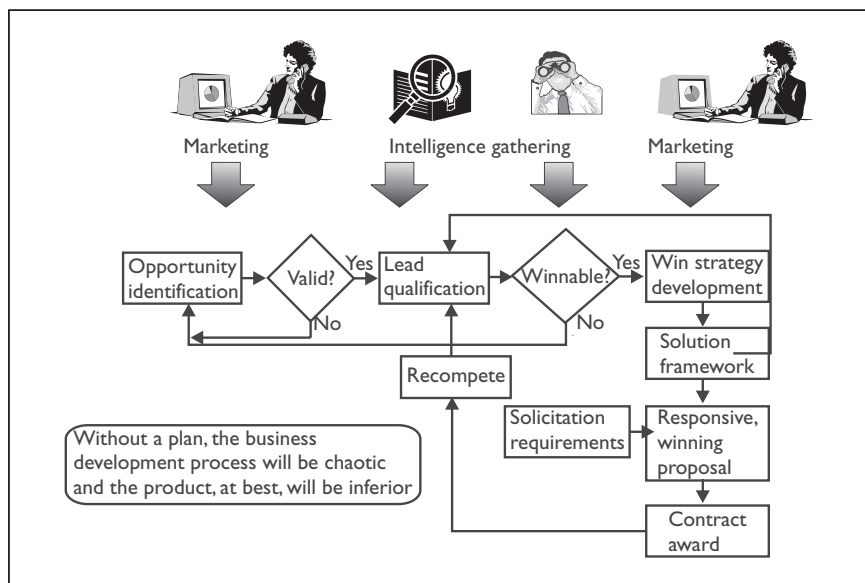 Marketing
Intelligence gathering
Marketing
Opportunity
identification
Valid?
Yes
No
Lead
qualification
Winnable?
Yes
No
Win strategy
development
Solution
framework
Recompete
Solicitation
requirements
Responsive,
winning
proposal
Without a plan, the business
development process will be chaotic
and the product, at best, will be inferior
Contract
award